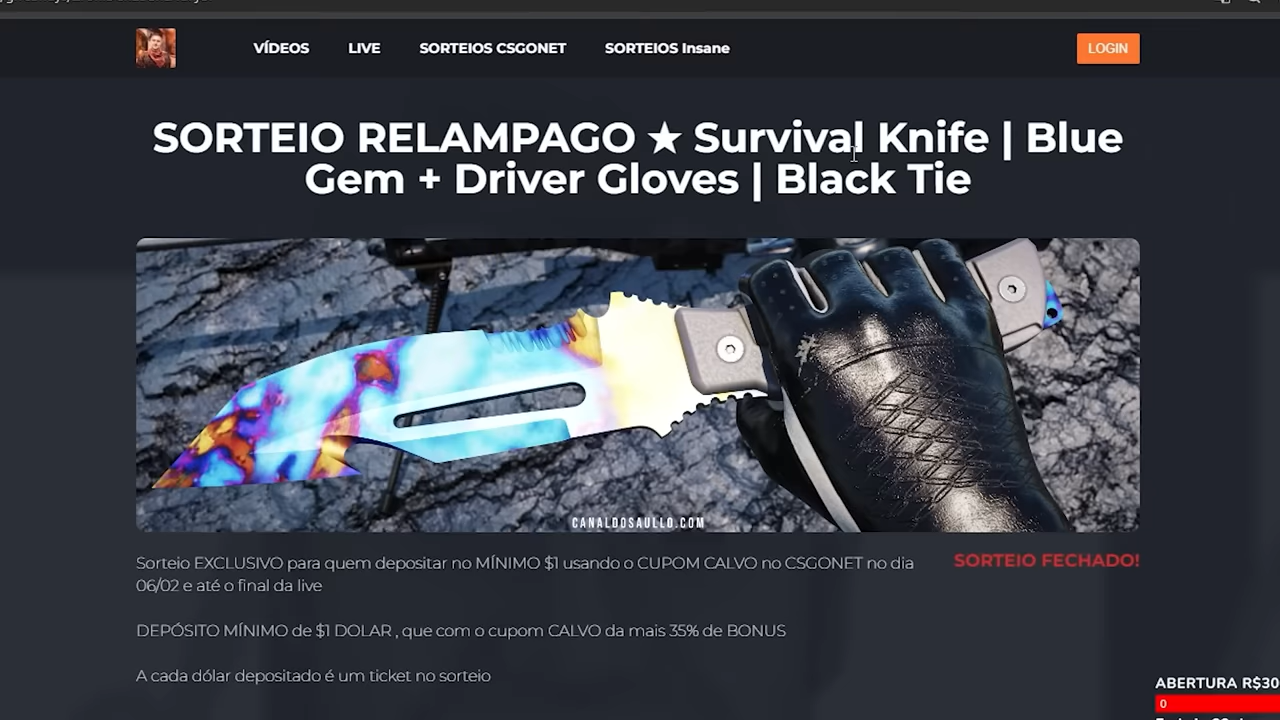 VÍDEOS LIVE SORTEIOS CSGONET SORTEIOS Insane LOGIN
SORTEIO RELAMPAGO ★ Survival Knife | Blue
Gem + Driver Gloves | Black Tie
CANALDOSAULLO.COM
Sorteio EXCLUSIVO para quem depositar no MÍNIMO $1 usando o CUPOM CALVO no CSGONET no dia
06/02 e até o final da live
SORTEIO FECHADO!
DEPÓSITO MÍNIMO de $1 DOLAR , que com o cupom CALVO da mais 35% de BONUS
A cada dólar depositado é um ticket no sorteio
ABERTURA R$30
0